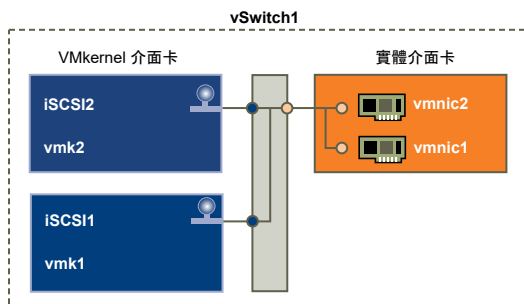 vSwitch1
VMkernel 介面卡
實體介面卡
iSCSI2
vmk2
vmnic2
vmnic1
iSCSI1
vmk1